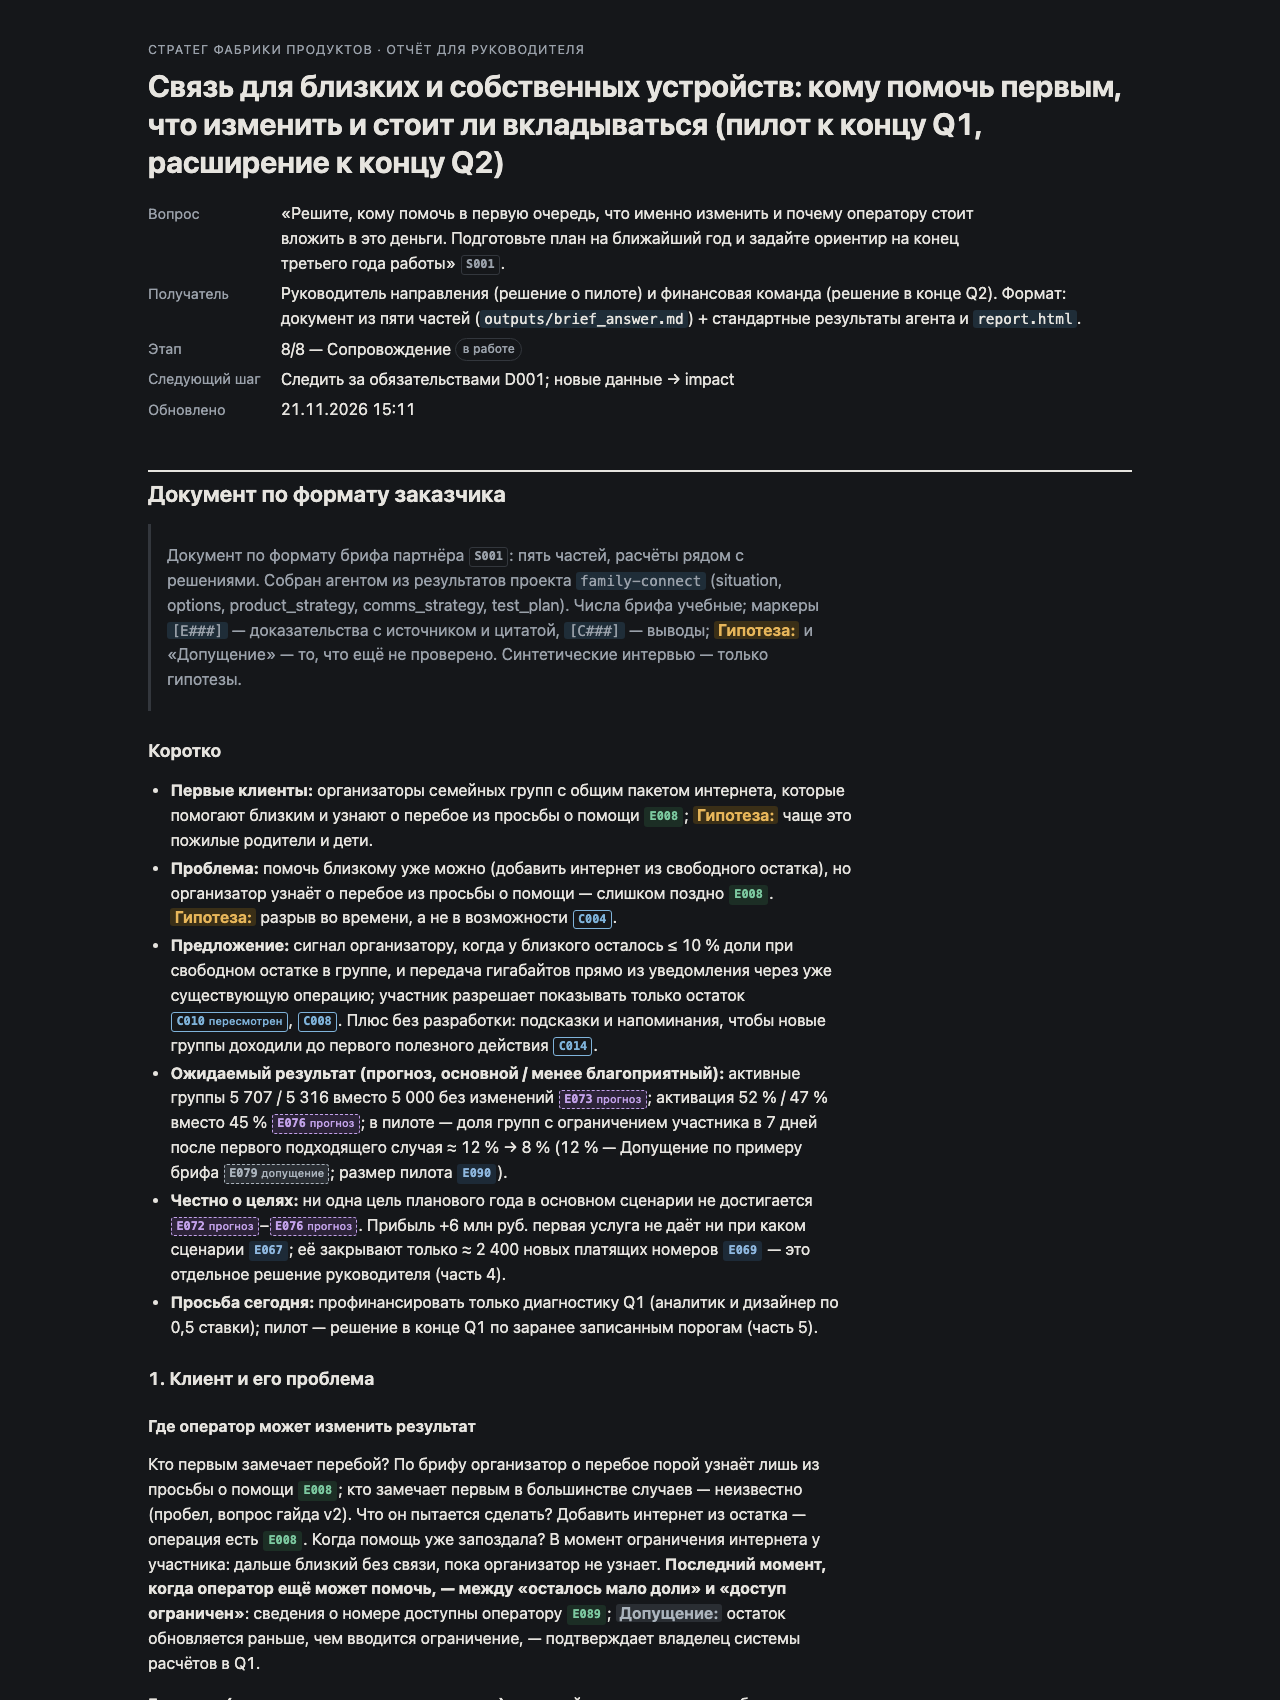 СТРАТЕГ ФАБРИКИ ПРОДУКТОВ · ОТЧЁТ ДЛЯ РУКОВОДИТЕЛЯ
Связь для близких и собственных устройств: кому помочь первым,
что изменить и стоит ли вкладываться (пилот к концу Q1,
расширение к концу Q2)
Вопрос «Решите, кому помочь в первую очередь, что именно изменить и почему оператору стоит
вложить в это деньги. Подготовьте план на ближайший год и задайте ориентир на конец
третьего года работы» S001.
Получатель Руководитель направления (решение о пилоте) и финансовая команда (решение в конце Q2). Формат:
документ из пяти частей (outputs/brief_answer.md) + стандартные результаты агента и report.html.
Этап 8/8 — Сопровождение в работе
Следующий шаг Следить за обязательствами D001; новые данные → impact
Обновлено 21.11.2026 15:11
Документ по формату заказчика
Документ по формату брифа партнёра S001: пять частей, расчёты рядом с
решениями. Собран агентом из результатов проекта family-connect (situation,
options, product_strategy, comms_strategy, test_plan). Числа брифа учебные; маркеры
[E###] — доказательства с источником и цитатой, [C###] — выводы; Гипотеза: и
«Допущение» — то, что ещё не проверено. Синтетические интервью — только
гипотезы.
Коротко
• Первые клиенты: организаторы семейных групп с общим пакетом интернета, которые
помогают близким и узнают о перебое из просьбы о помощи E008; Гипотеза: чаще это
пожилые родители и дети.
• Проблема: помочь близкому уже можно (добавить интернет из свободного остатка), но
организатор узнаёт о перебое из просьбы о помощи — слишком поздно E008.
Гипотеза: разрыв во времени, а не в возможности C004.
• Предложение: сигнал организатору, когда у близкого осталось ≤ 10 % доли при
свободном остатке в группе, и передача гигабайтов прямо из уведомления через уже
существующую операцию; участник разрешает показывать только остаток
C010 пересмотрен, C008. Плюс без разработки: подсказки и напоминания, чтобы новые
группы доходили до первого полезного действия C014.
• Ожидаемый результат (прогноз, основной / менее благоприятный): активные
группы 5 707 / 5 316 вместо 5 000 без изменений E073 прогноз; активация 52 % / 47 %
вместо 45 % E076 прогноз; в пилоте — доля групп с ограничением участника в 7 дней
после первого подходящего случая ≈ 12 % → 8 % (12 % — Допущение по примеру
брифа E079 допущение; размер пилота E090).
• Честно о целях: ни одна цель планового года в основном сценарии не достигается
E072 прогноз–E076 прогноз. Прибыль +6 млн руб. первая услуга не даёт ни при каком
сценарии E067; её закрывают только ≈ 2 400 новых платящих номеров E069 — это
отдельное решение руководителя (часть 4).
• Просьба сегодня: профинансировать только диагностику Q1 (аналитик и дизайнер по
0,5 ставки); пилот — решение в конце Q1 по заранее записанным порогам (часть 5).
1. Клиент и его проблема
Где оператор может изменить результат
Кто первым замечает перебой? По брифу организатор о перебое порой узнаёт лишь из
просьбы о помощи E008; кто замечает первым в большинстве случаев — неизвестно
(пробел, вопрос гайда v2). Что он пытается сделать? Добавить интернет из остатка —
операция есть E008. Когда помощь уже запоздала? В момент ограничения интернета у
участника: дальше близкий без связи, пока организатор не узнает. Последний момент,
когда оператор ещё может помочь, — между «осталось мало доли» и «доступ
ограничен»: сведения о номере доступны оператору E089; Допущение: остаток
обновляется раньше, чем вводится ограничение, — подтверждает владелец системы
расчётов в Q1.